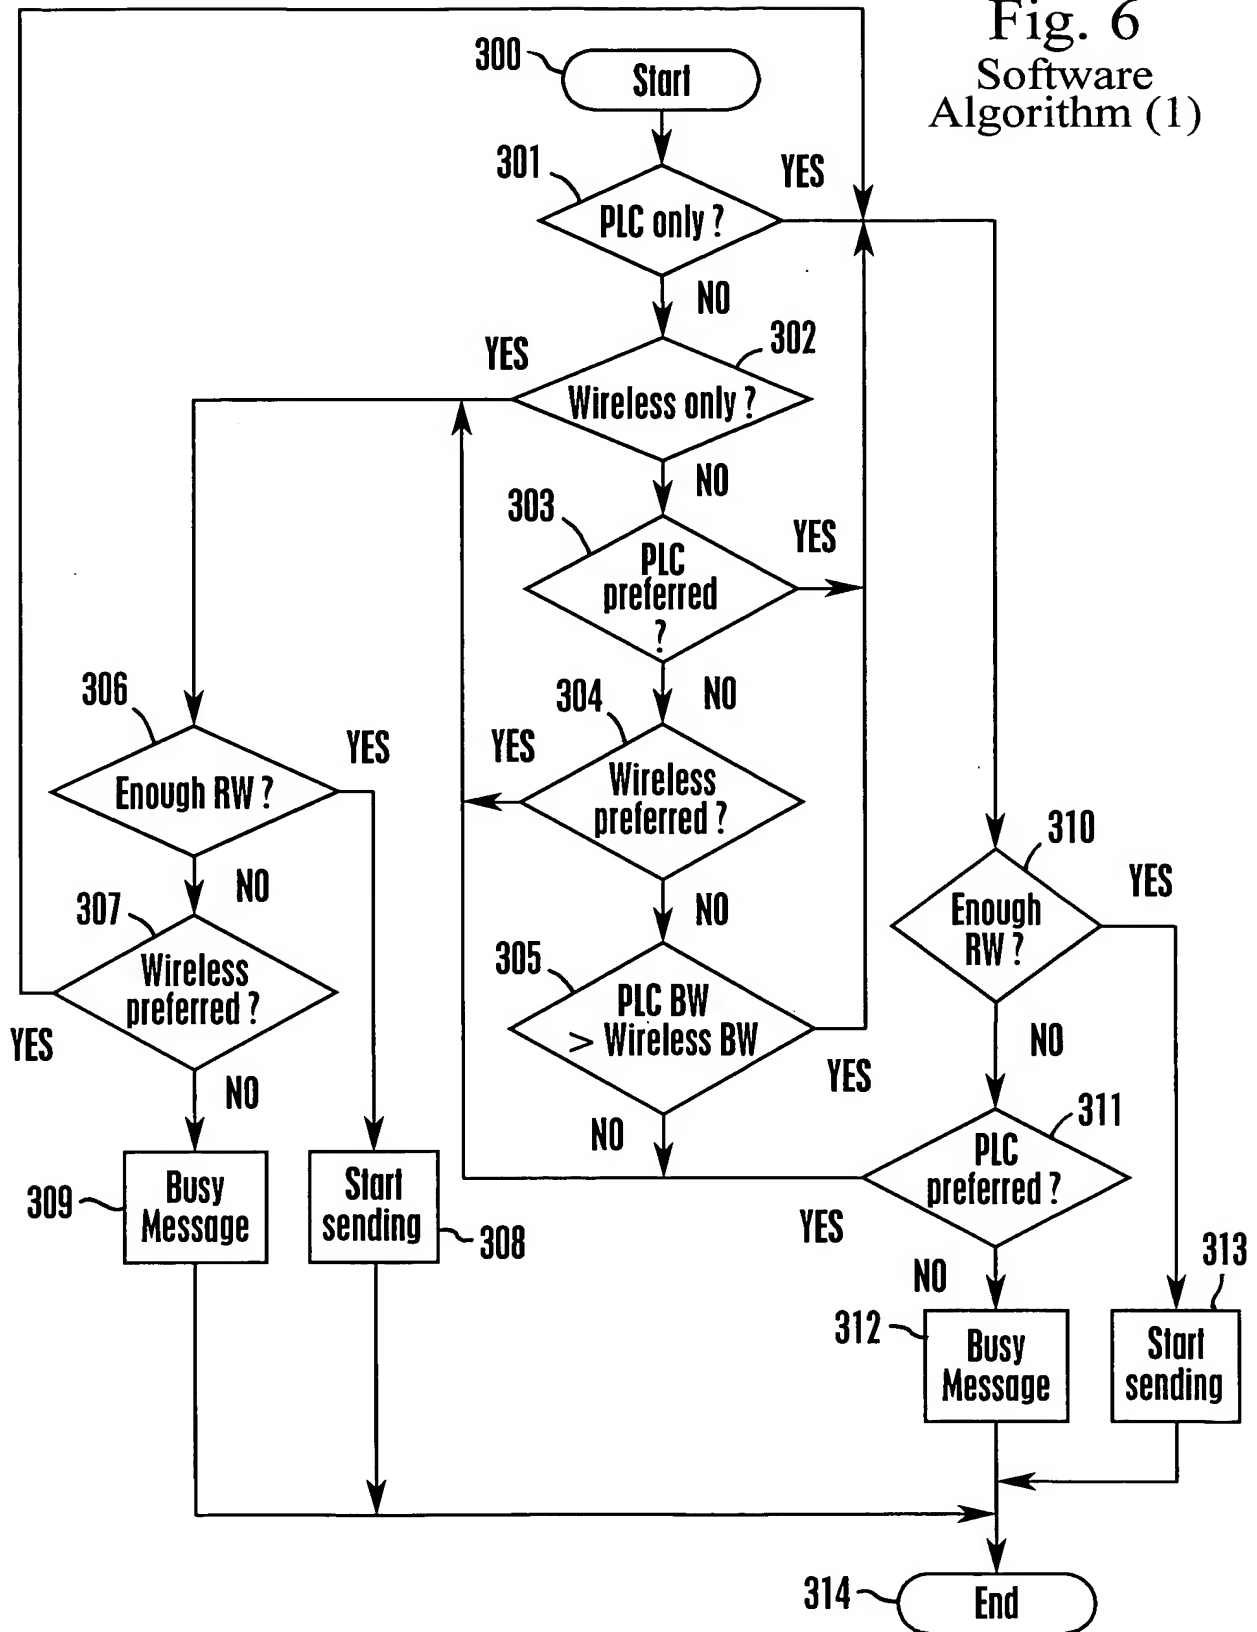 Fig. 6
Software
Algorithm (1)
300
Start
301
PLC only ?
YES
NO
302
YES
Wireless only ?
NO
303
PLC
preferred
?
YES
NO
304
YES
Wireless
preferred ?
NO
305
PLC BW
> Wireless BW
YES
NO
306
Enough RW ?
YES
NO
307
Wireless
preferred ?
YES
NO
309
Busy
Message
Start
sending
308
310
Enough
RW ?
YES
NO
311
PLC
preferred ?
YES
NO
312
Busy
Message
313
Start
sending
314
End